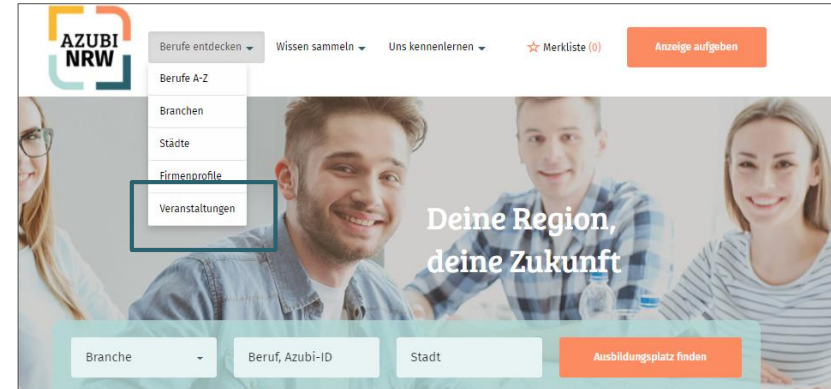 AZUBI
NRW
Berufe entdecken
Wissen sammeln
Uns kennenlernen
Merkliste (0)
Anzeige aufgeben
Berufe A-Z
Branchen
Städte
Firmenprofile
Veranstaltungen
Deine Region,
deine Zukunft
Branche
Beruf, Azubi-ID
Stadt
Ausbildungsplatz finden